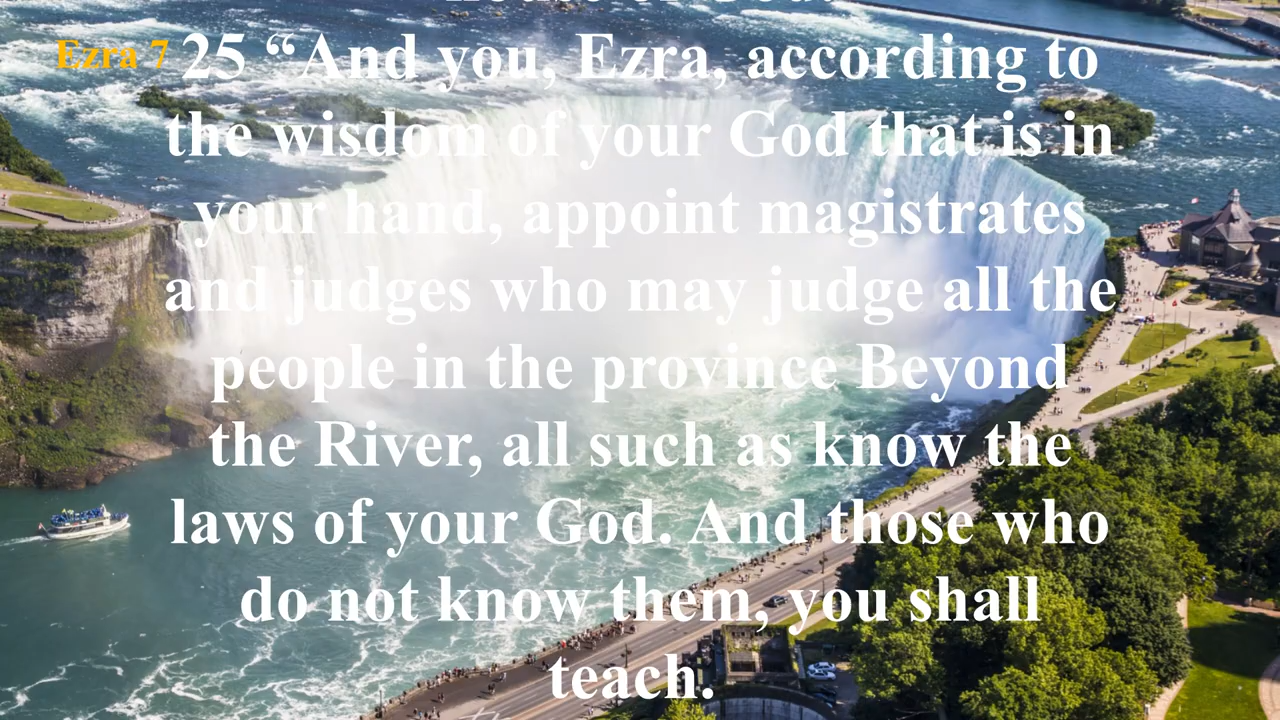 Ezra 7
25 “And you, Ezra, according to
the wisdom of your God that is in
your hand, appoint magistrates
and judges who may judge all the
people in the province Beyond
the River, all such as know the
laws of your God. And those who
do not know them, you shall
teach.